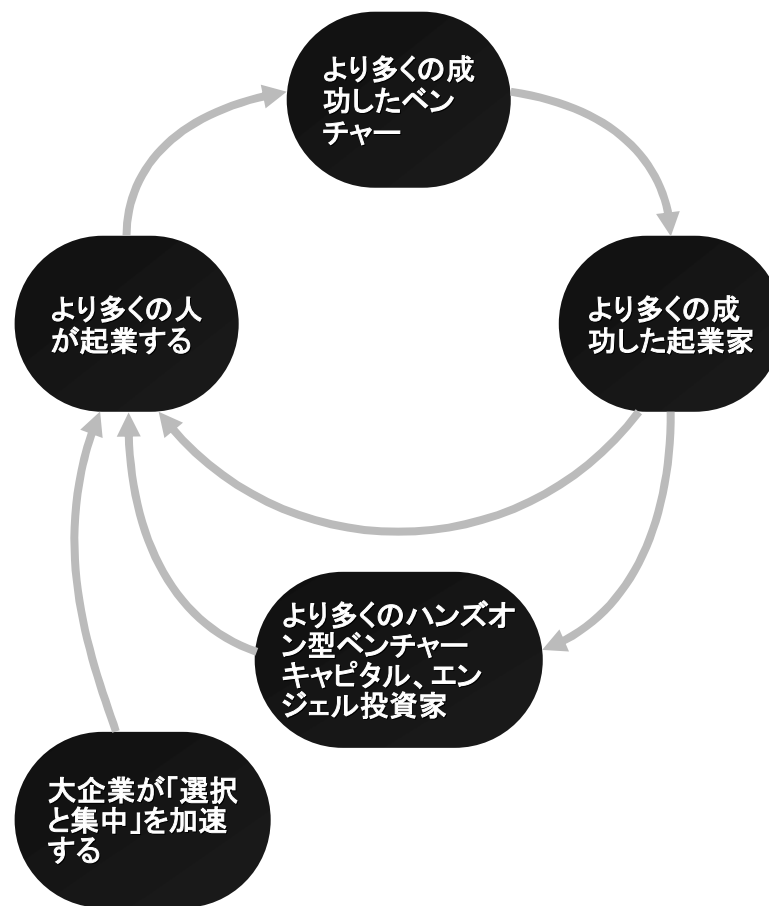 より多くの成
功したベン
チャー
より多くの人
が起業する
より多くの成
功した起業家
より多くのハンズオ
ン型ベンチャー
キャピタル、エン
ジェル投資家
大企業が「選択
と集中」を加速
する